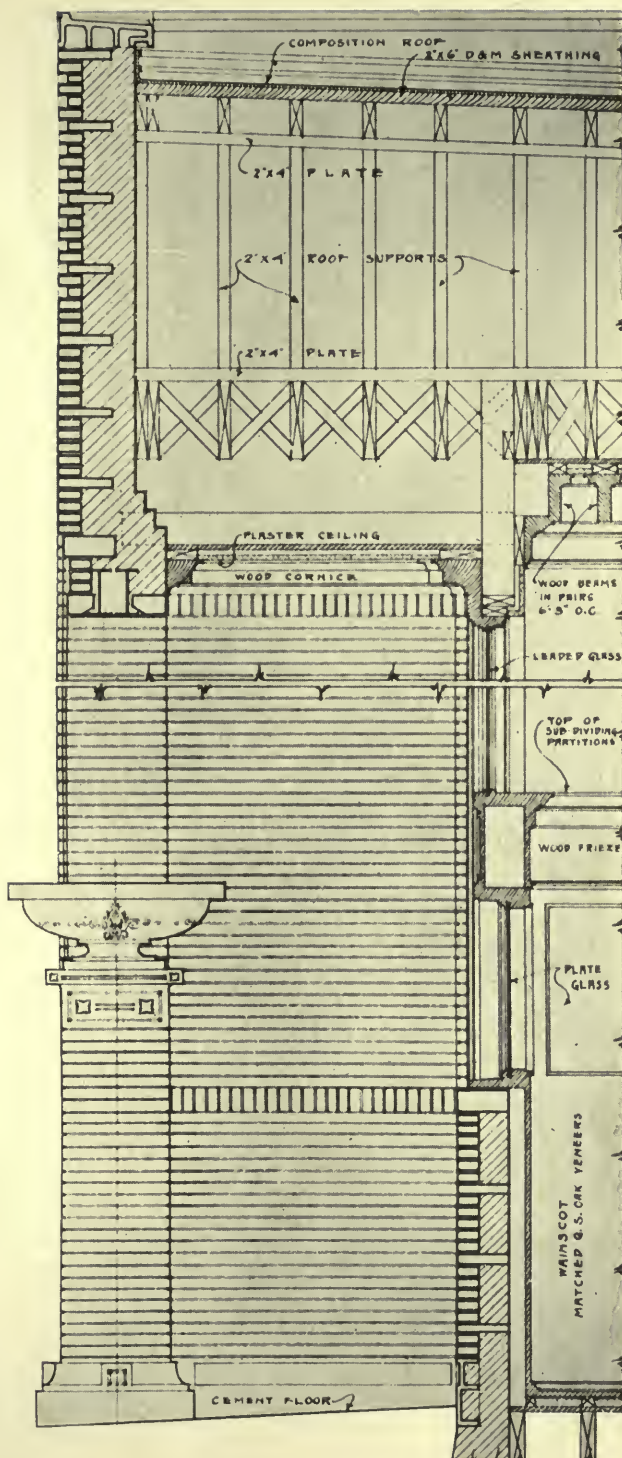 COMPOSITION ROOF
2"X6" D&M SHEATHING
2"X4" PLATE
2"X4" ROOF SUPPORTS
2"X4" PLATE
PLASTER CEILING
WOOD CORNICE
WOOD BEAMS
IN PAIRS
O.C.
LEADED GLASS
TOP OF
SUB-DIVIDING
PARTITIONS
WOOD FRIEZE
PLATE
GLASS
WAINSCOT
MATCHED Q.S. OAK VENEERS
CEMENT FLOOR